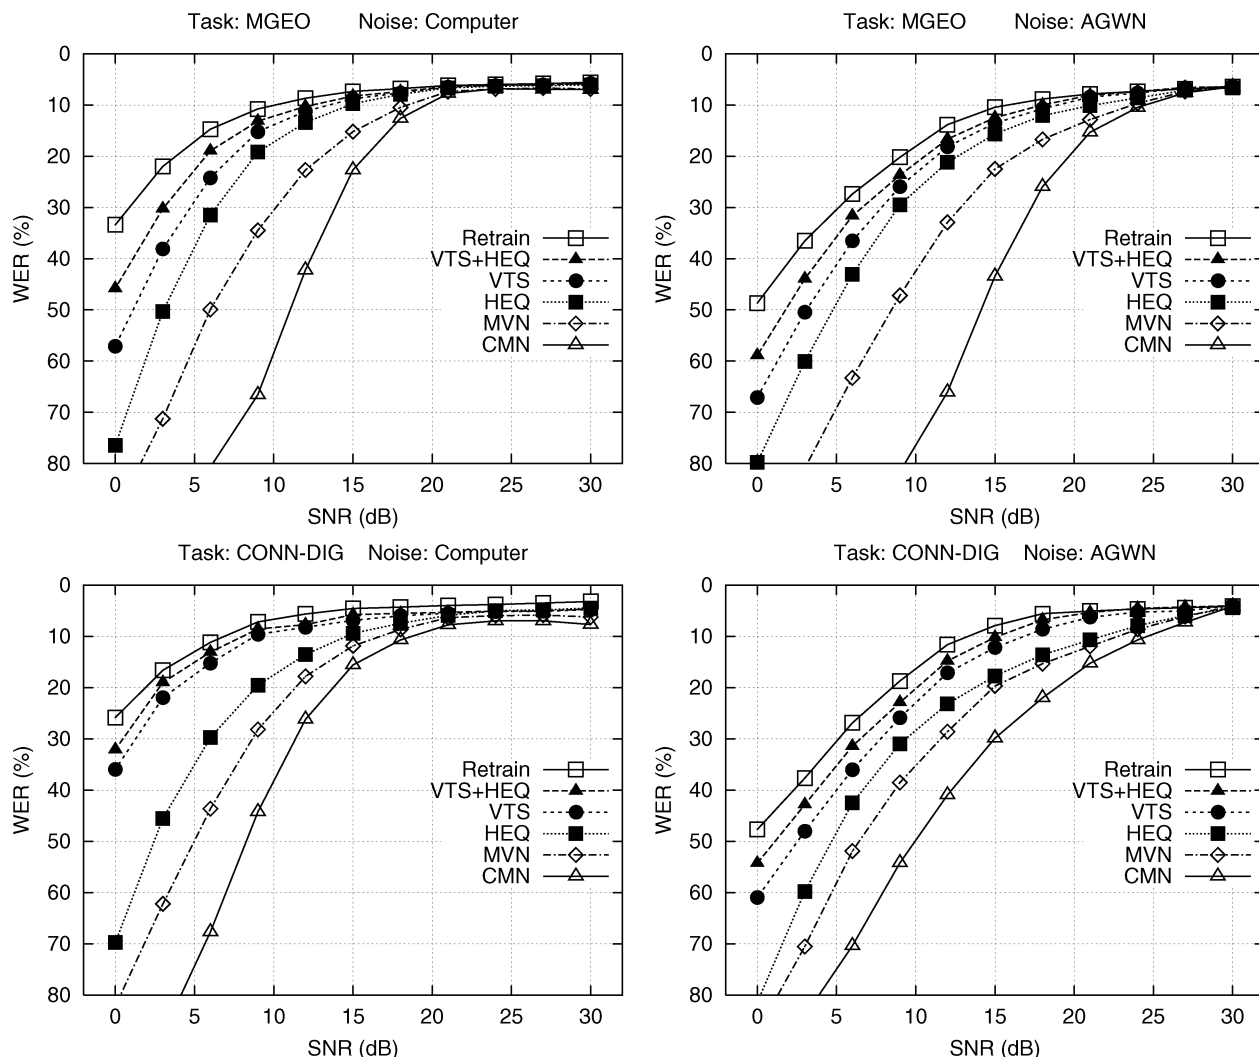 Task: MGEO Noise: Computer
0
10
20
30
40
50
60
70
80
WER (%)
Retrain
VTS+HEQ
VTS
HEQ
MVN
CMN
0 5 10 15 20 25 30
SNR (dB)
Task: MGEO Noise: AGWN
0
10
20
30
40
50
60
70
80
WER (%)
Retrain
VTS+HEQ
VTS
HEQ
MVN
CMN
0 5 10 15 20 25 30
SNR (dB)
Task: CONN-DIG Noise: Computer
0
10
20
30
40
50
60
70
80
WER (%)
Retrain
VTS+HEQ
VTS
HEQ
MVN
CMN
0 5 10 15 20 25 30
SNR (dB)
Task: CONN-DIG Noise: AGWN
0
10
20
30
40
50
60
70
80
WER (%)
Retrain
VTS+HEQ
VTS
HEQ
MVN
CMN
0 5 10 15 20 25 30
SNR (dB)